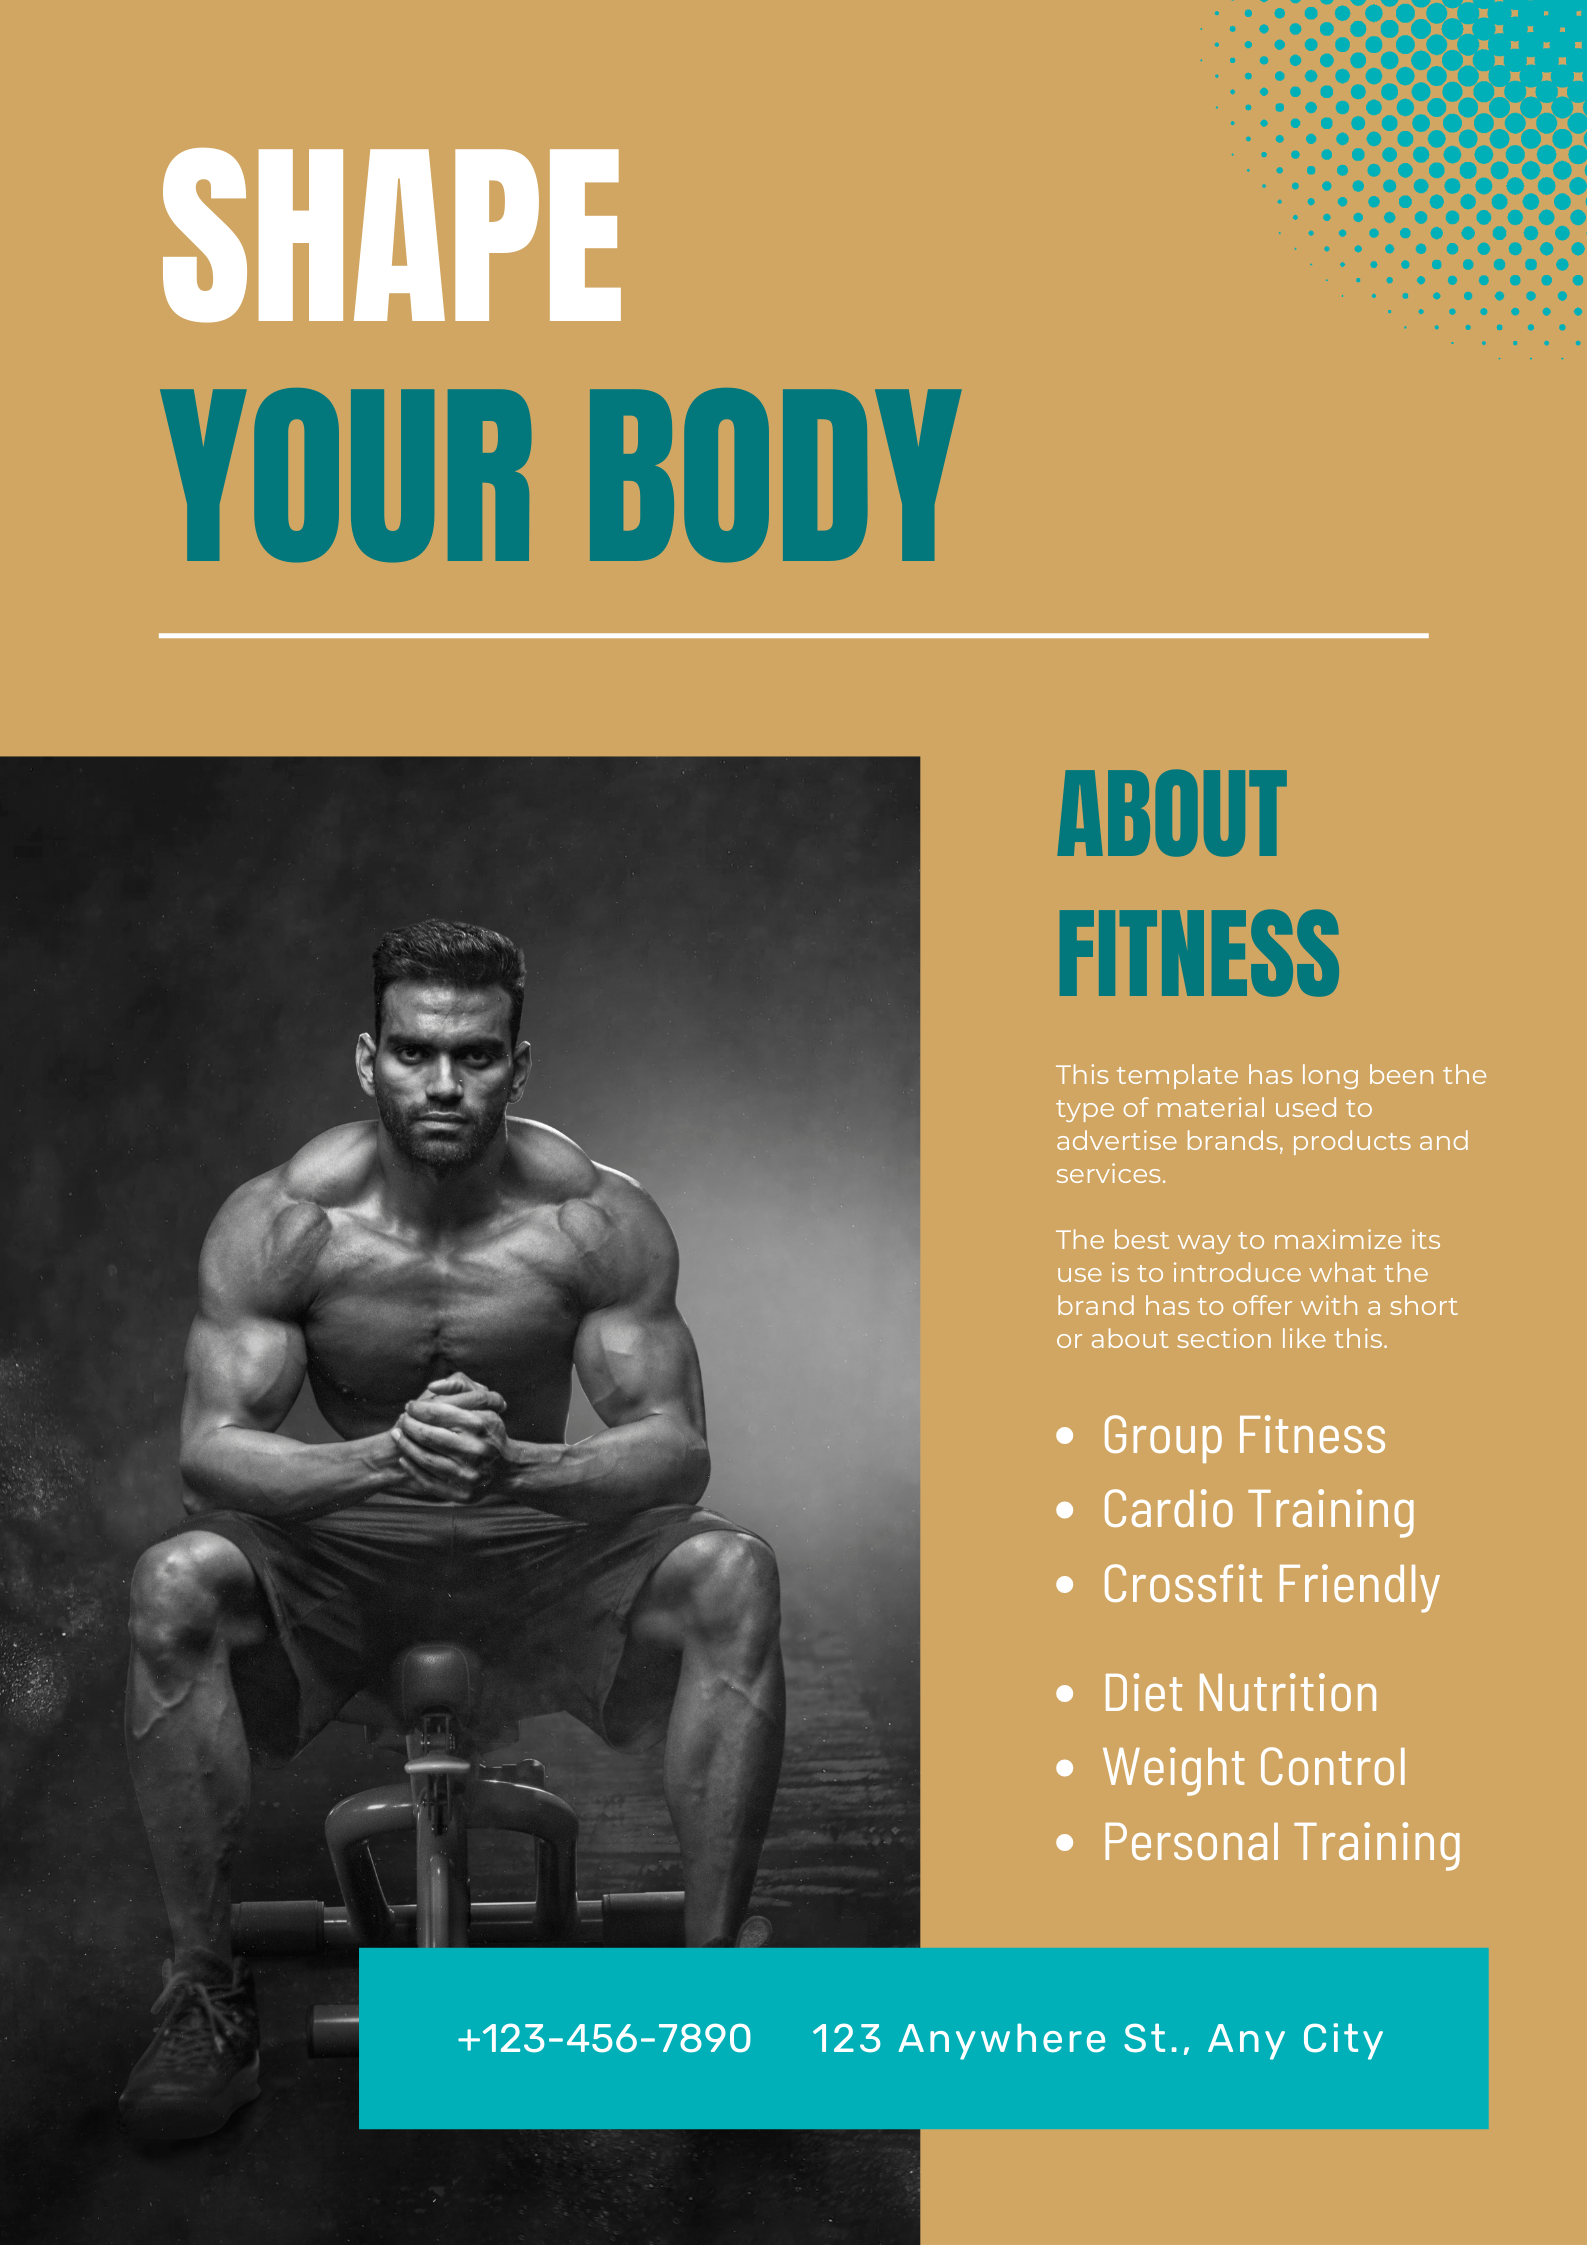 SHAPE
YOUR BODY
ABOUT
FITNESS
This template has long been the
type of material used to
advertise brands, products and
services.
The best way to maximize its
use is to introduce what the
brand has to offer with a short
or about section like this.
• Group Fitness
• Cardio Training
• Crossfit Friendly
• Diet Nutrition
• Weight Control
• Personal Training
+123-456-7890 123 Anywhere St., Any City